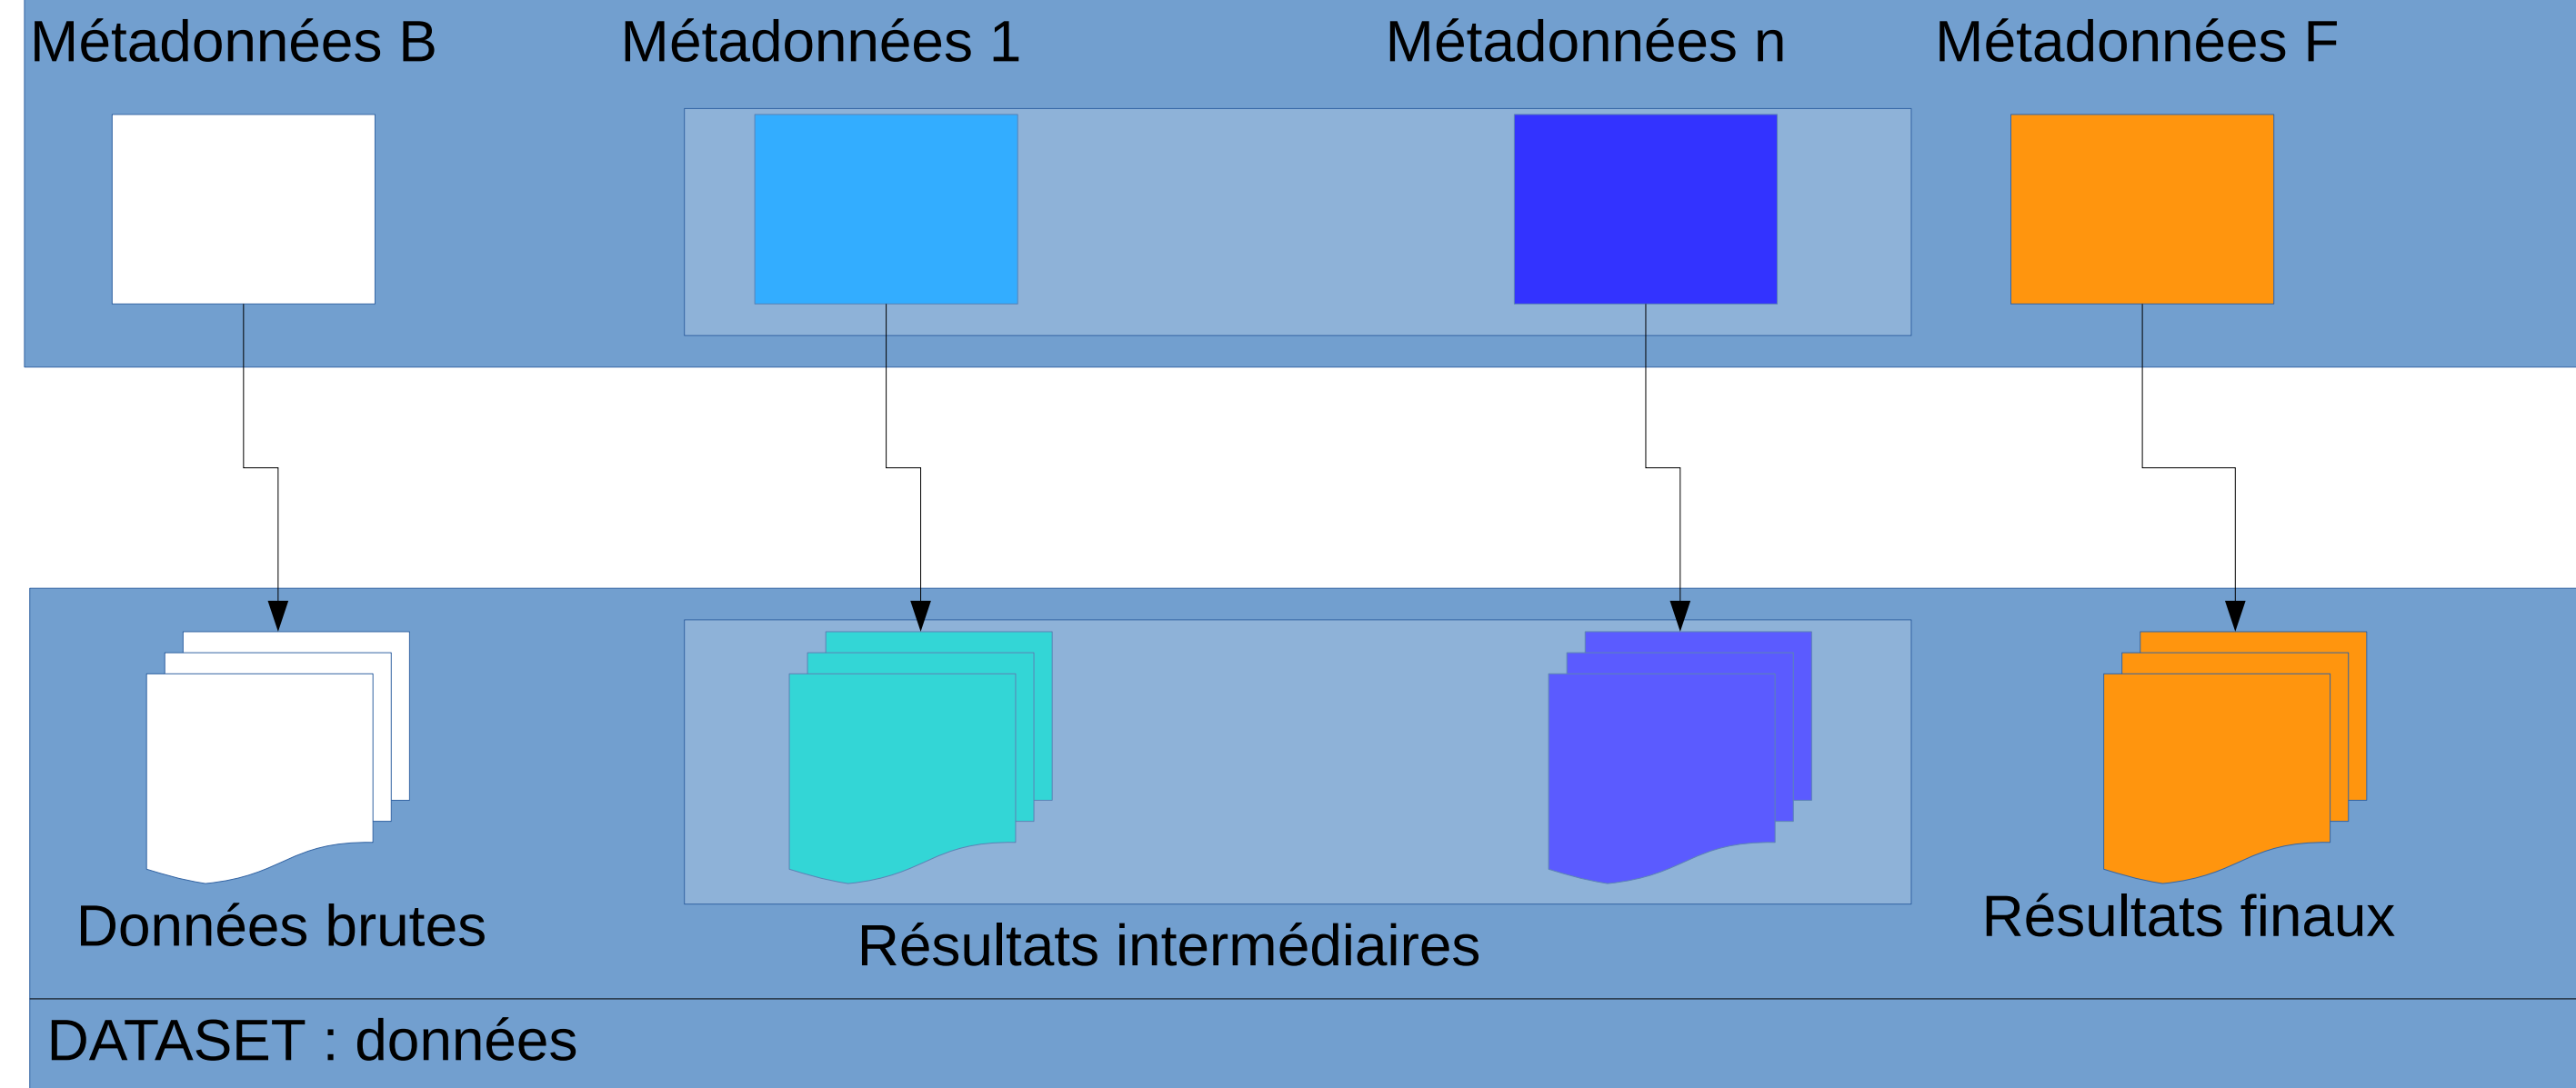 Métadonnées B
Métadonnées 1
Métadonnées n
Métadonnées F
Données brutes
Résultats intermédiaires
Résultats finaux
DATASET : données